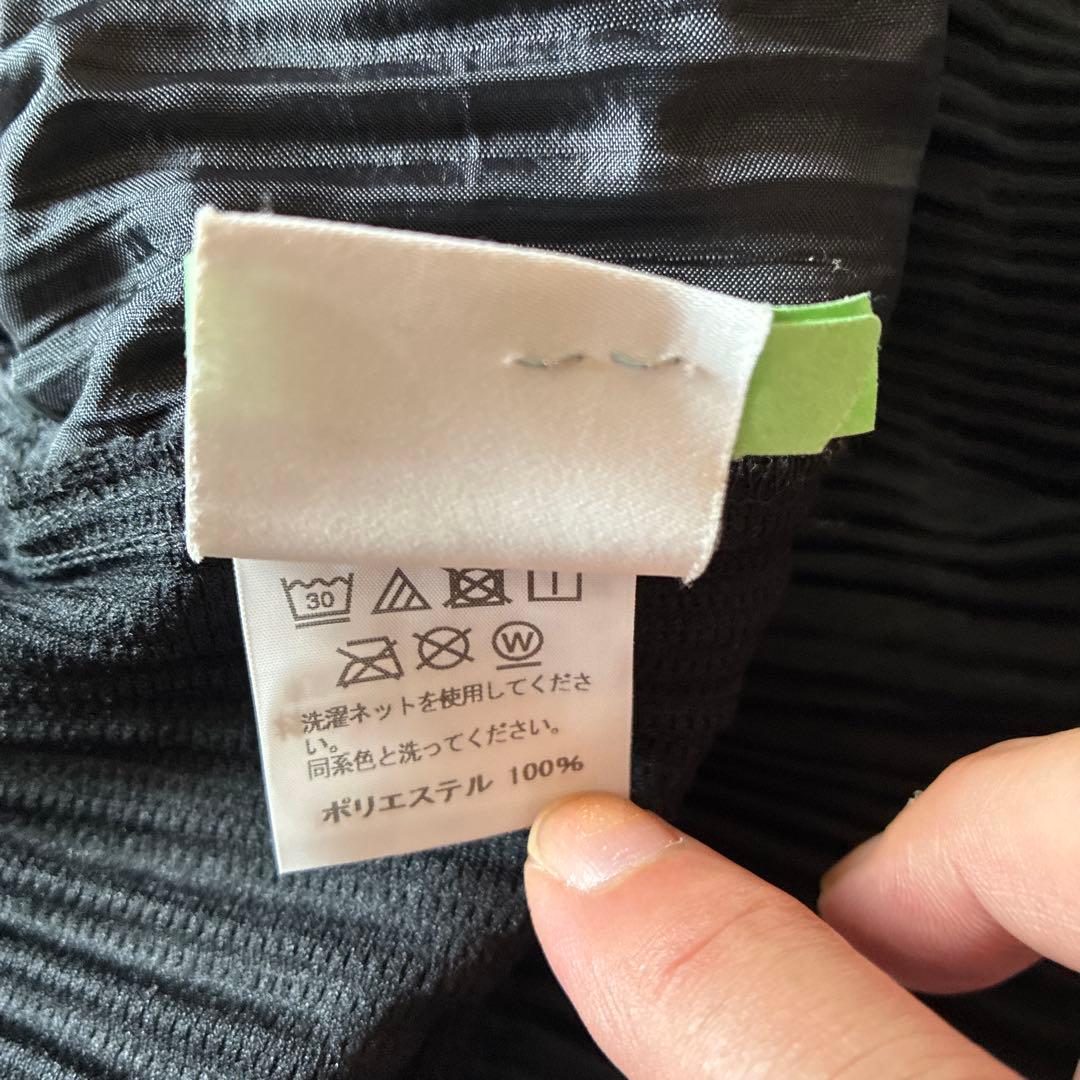 30
W
洗濯ネットを使用してくださ
い。
同系色と洗ってください。
ポリエステル 100%